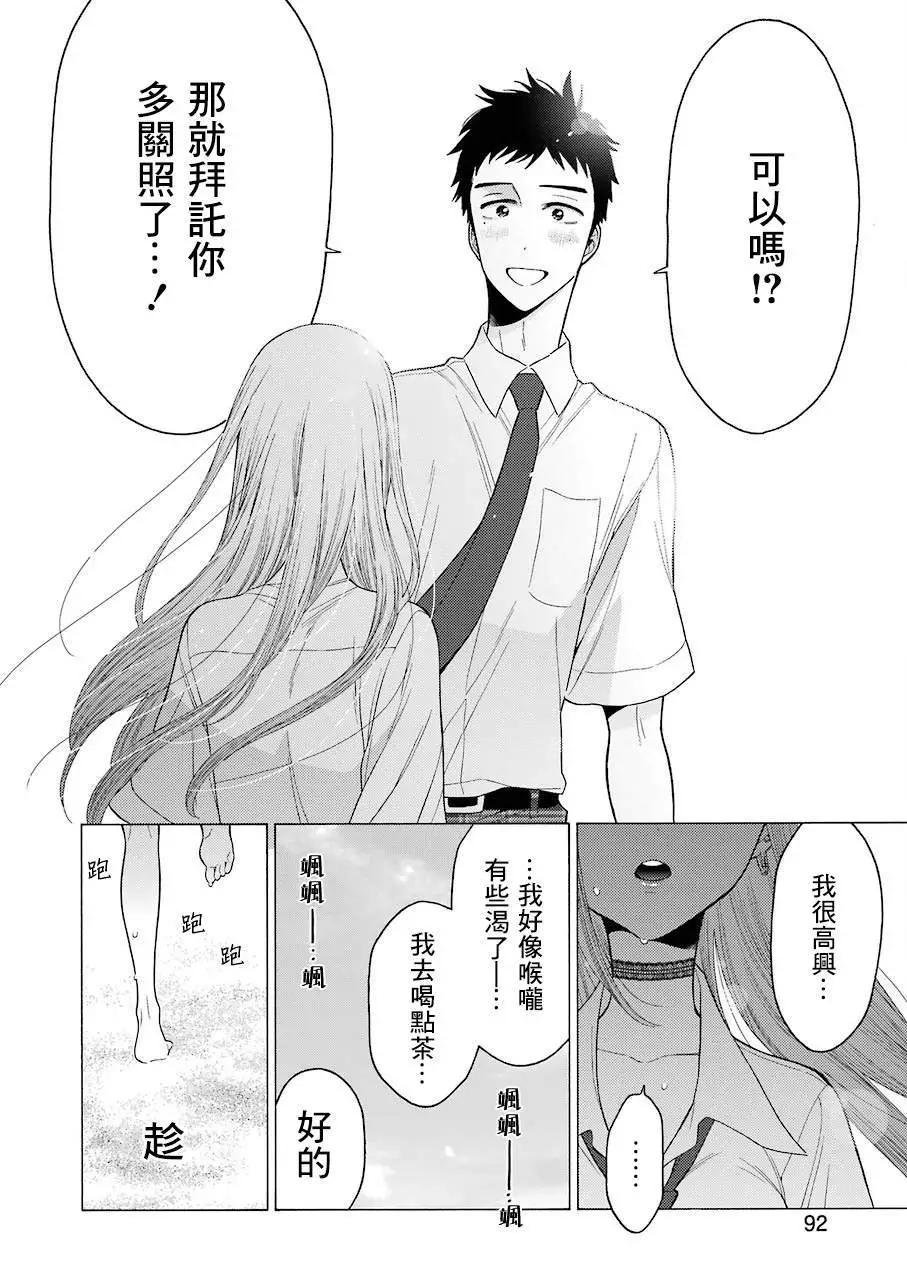 可以嗎!?
那就拜託你
多關照了…!
我很高興…
……
…我好像喉嚨
有些渴了——…
我去喝點茶…
颯颯——…颯
颯颯——…颯
好的
跑
跑
跑
趁
92